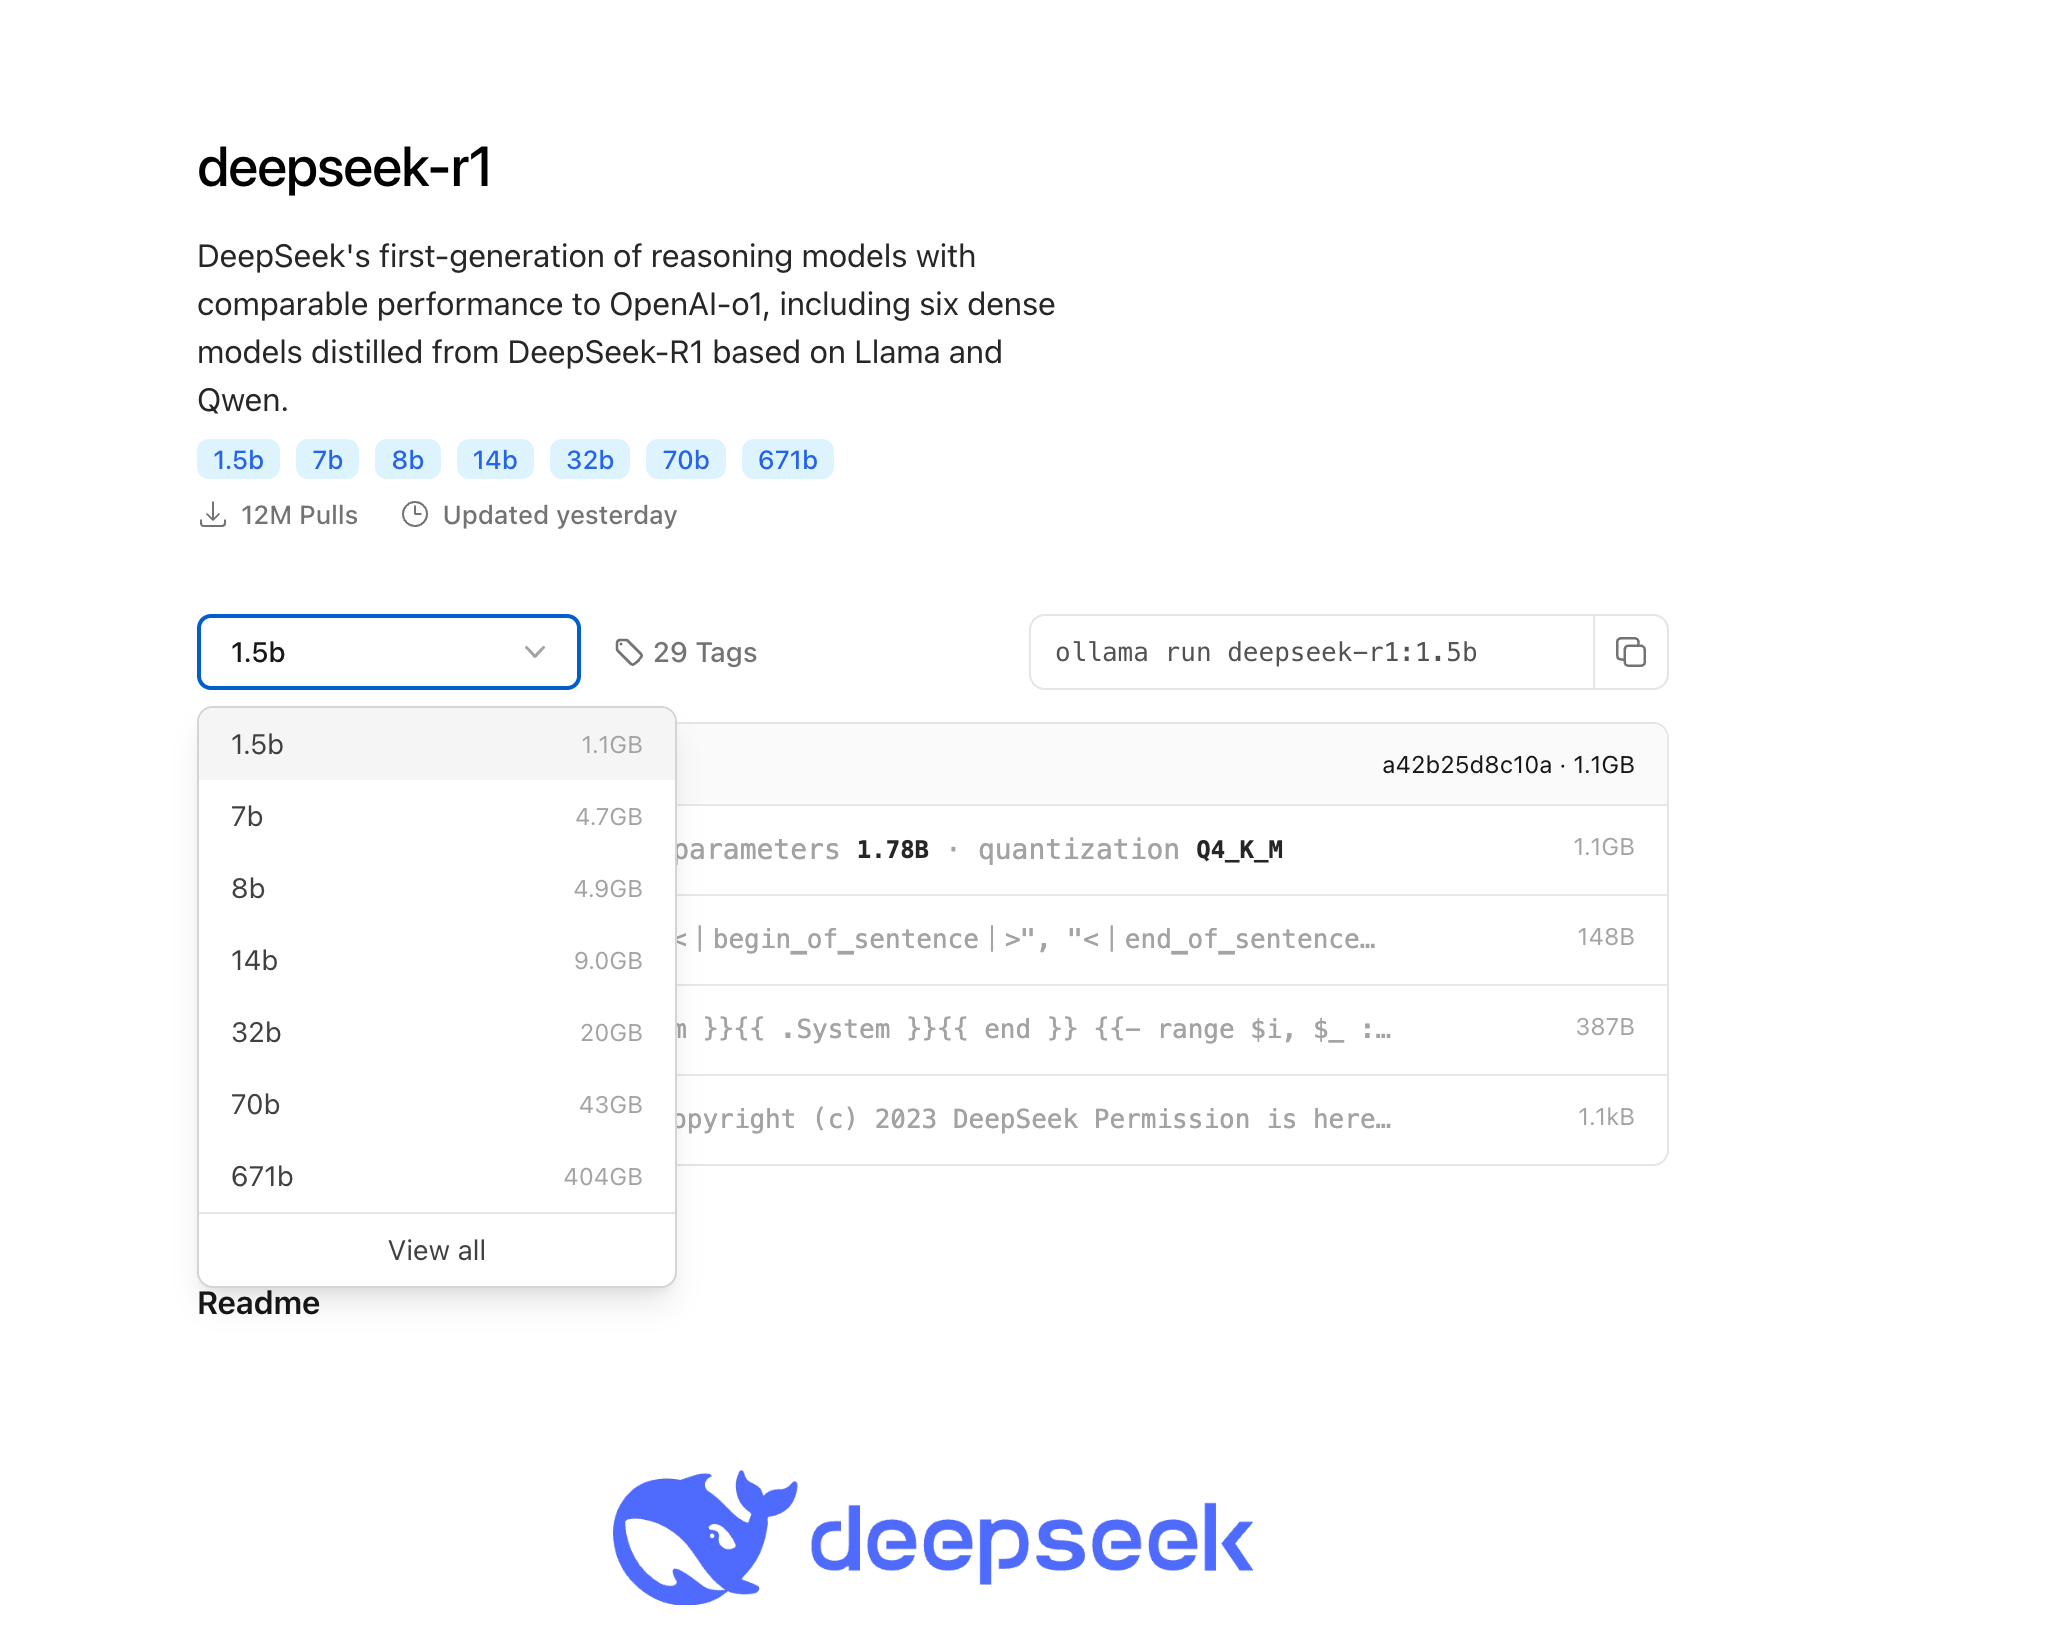 deepseek-r1
DeepSeek's first-generation of reasoning models with
comparable performance to OpenAI-o1, including six dense
models distilled from DeepSeek-R1 based on Llama and
Qwen.
1.5b 7b 8b 14b 32b 70b 671b
12M Pulls Updated yesterday
1.5b 29 Tags ollama run deepseek-r1:1.5b
1.5b 1.1GB
7b 4.7GB
8b 4.9GB
14b 9.0GB
32b 20GB
70b 43GB
671b 404GB
View all
a42b25d8c10a · 1.1GB
parameters 1.78B · quantization Q4_K_M 1.1GB
<|begin_of_sentence|>", "<|end_of_sentence… 148B
}}{{ .System }}{{ end }} {{- range $i, $_ :… 387B
opyright (c) 2023 DeepSeek Permission is here… 1.1kB
Readme
deepseek